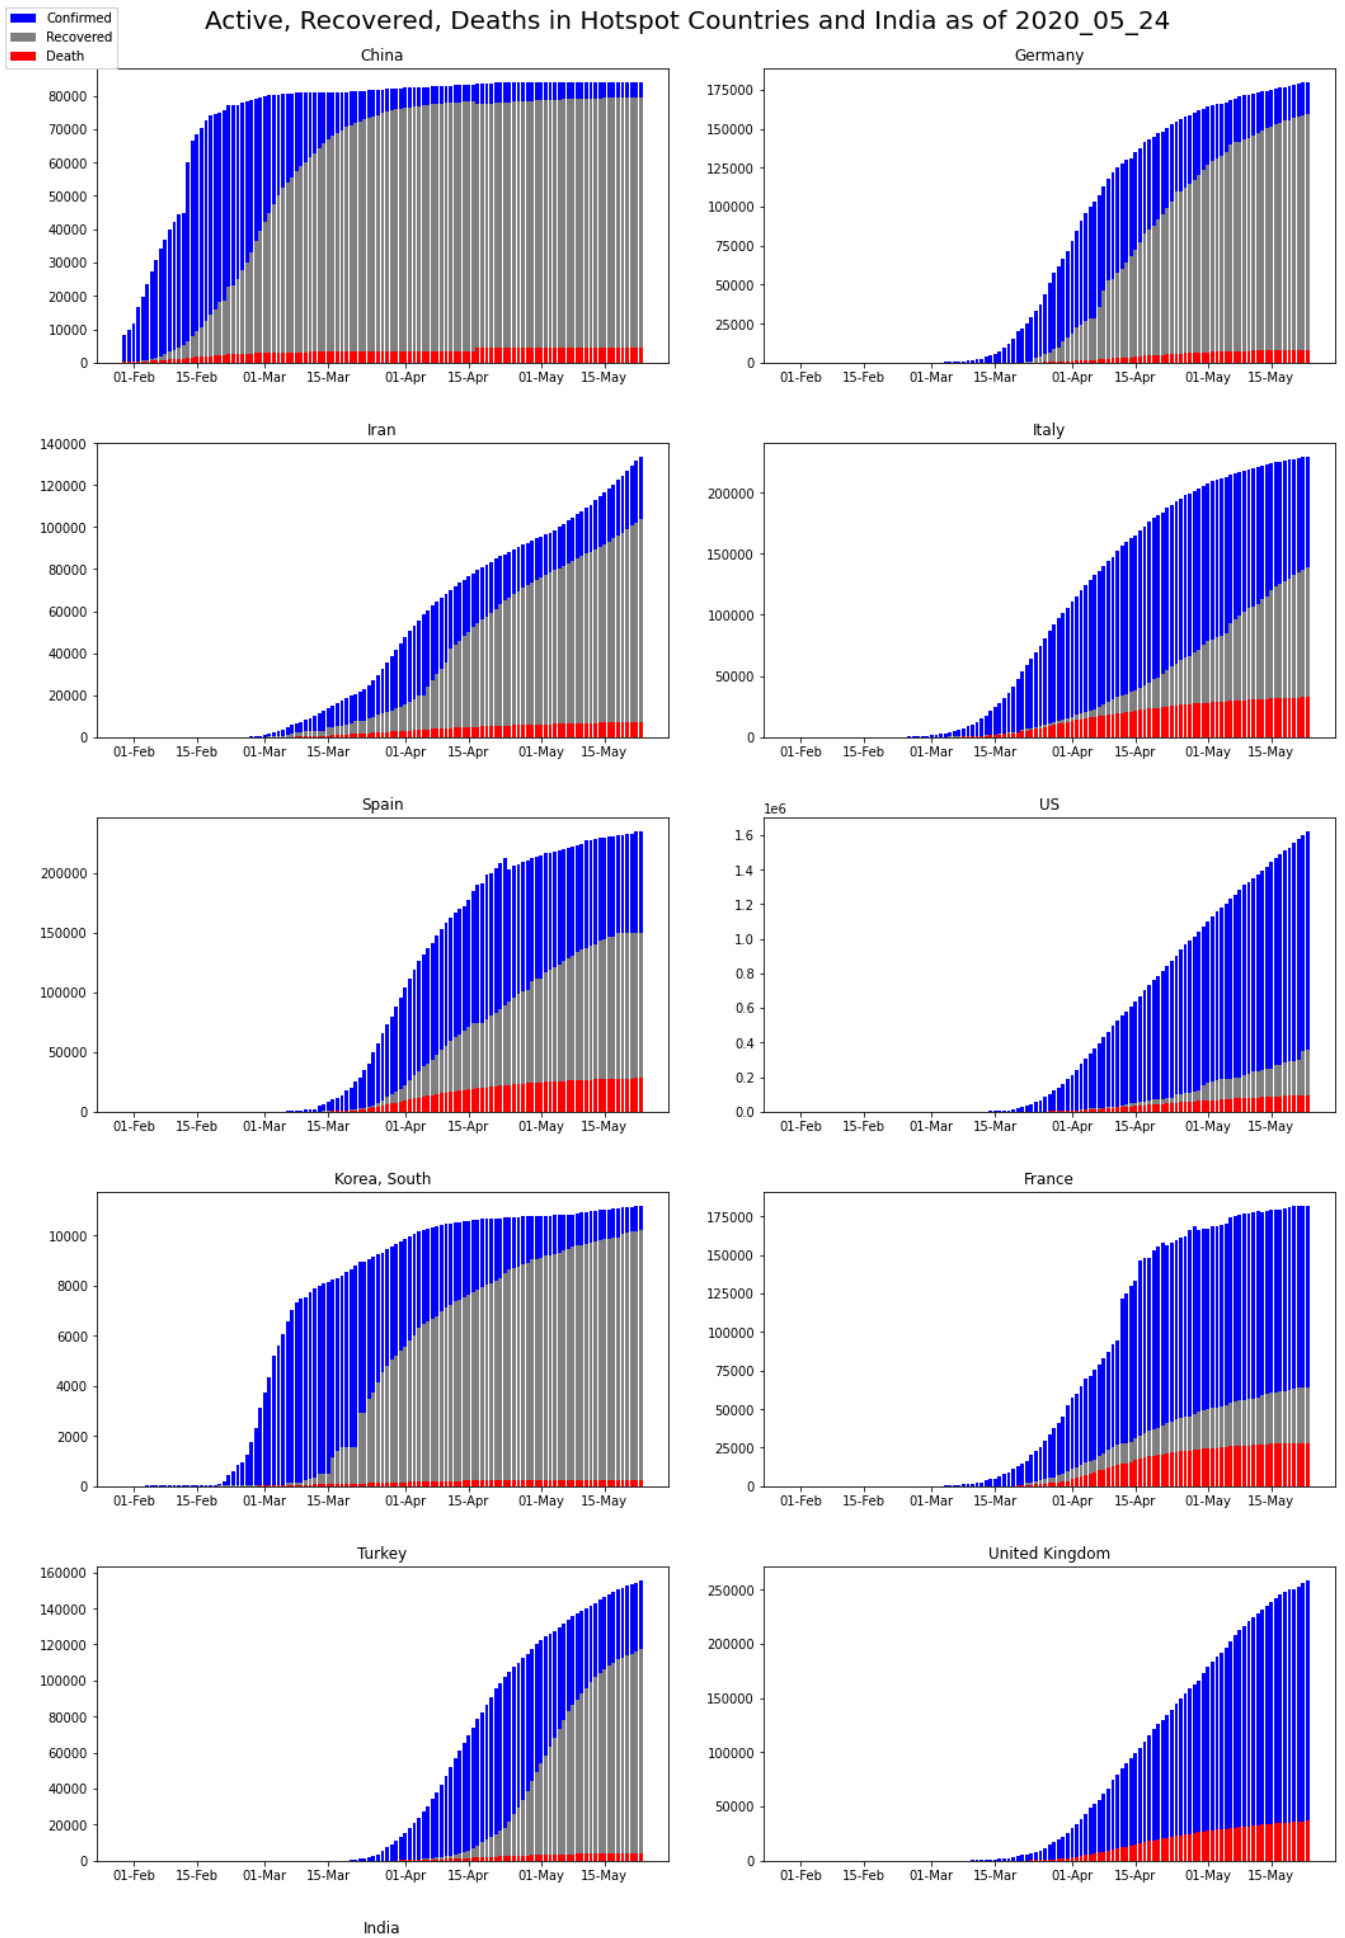 Active, Recovered, Deaths in Hotspot Countries and India as of 2020_05_24
Confirmed
Recovered
Death
China
80000
70000
60000
50000
40000
30000
20000
10000
0
01-Feb 15-Feb 01-Mar 15-Mar 01-Apr 15-Apr 01-May 15-May
Germany
175000
150000
125000
100000
75000
50000
25000
0
01-Feb 15-Feb 01-Mar 15-Mar 01-Apr 15-Apr 01-May 15-May
Iran
140000
120000
100000
80000
60000
40000
20000
0
01-Feb 15-Feb 01-Mar 15-Mar 01-Apr 15-Apr 01-May 15-May
Italy
200000
150000
100000
50000
0
01-Feb 15-Feb 01-Mar 15-Mar 01-Apr 15-Apr 01-May 15-May
Spain
200000
150000
100000
50000
0
01-Feb 15-Feb 01-Mar 15-Mar 01-Apr 15-Apr 01-May 15-May
US
1e6
1.6
1.4
1.2
1.0
0.8
0.6
0.4
0.2
0.0
01-Feb 15-Feb 01-Mar 15-Mar 01-Apr 15-Apr 01-May 15-May
Korea, South
10000
8000
6000
4000
2000
0
01-Feb 15-Feb 01-Mar 15-Mar 01-Apr 15-Apr 01-May 15-May
France
175000
150000
125000
100000
75000
50000
25000
0
01-Feb 15-Feb 01-Mar 15-Mar 01-Apr 15-Apr 01-May 15-May
Turkey
160000
140000
120000
100000
80000
60000
40000
20000
0
01-Feb 15-Feb 01-Mar 15-Mar 01-Apr 15-Apr 01-May 15-May
United Kingdom
250000
200000
150000
100000
50000
0
01-Feb 15-Feb 01-Mar 15-Mar 01-Apr 15-Apr 01-May 15-May
India